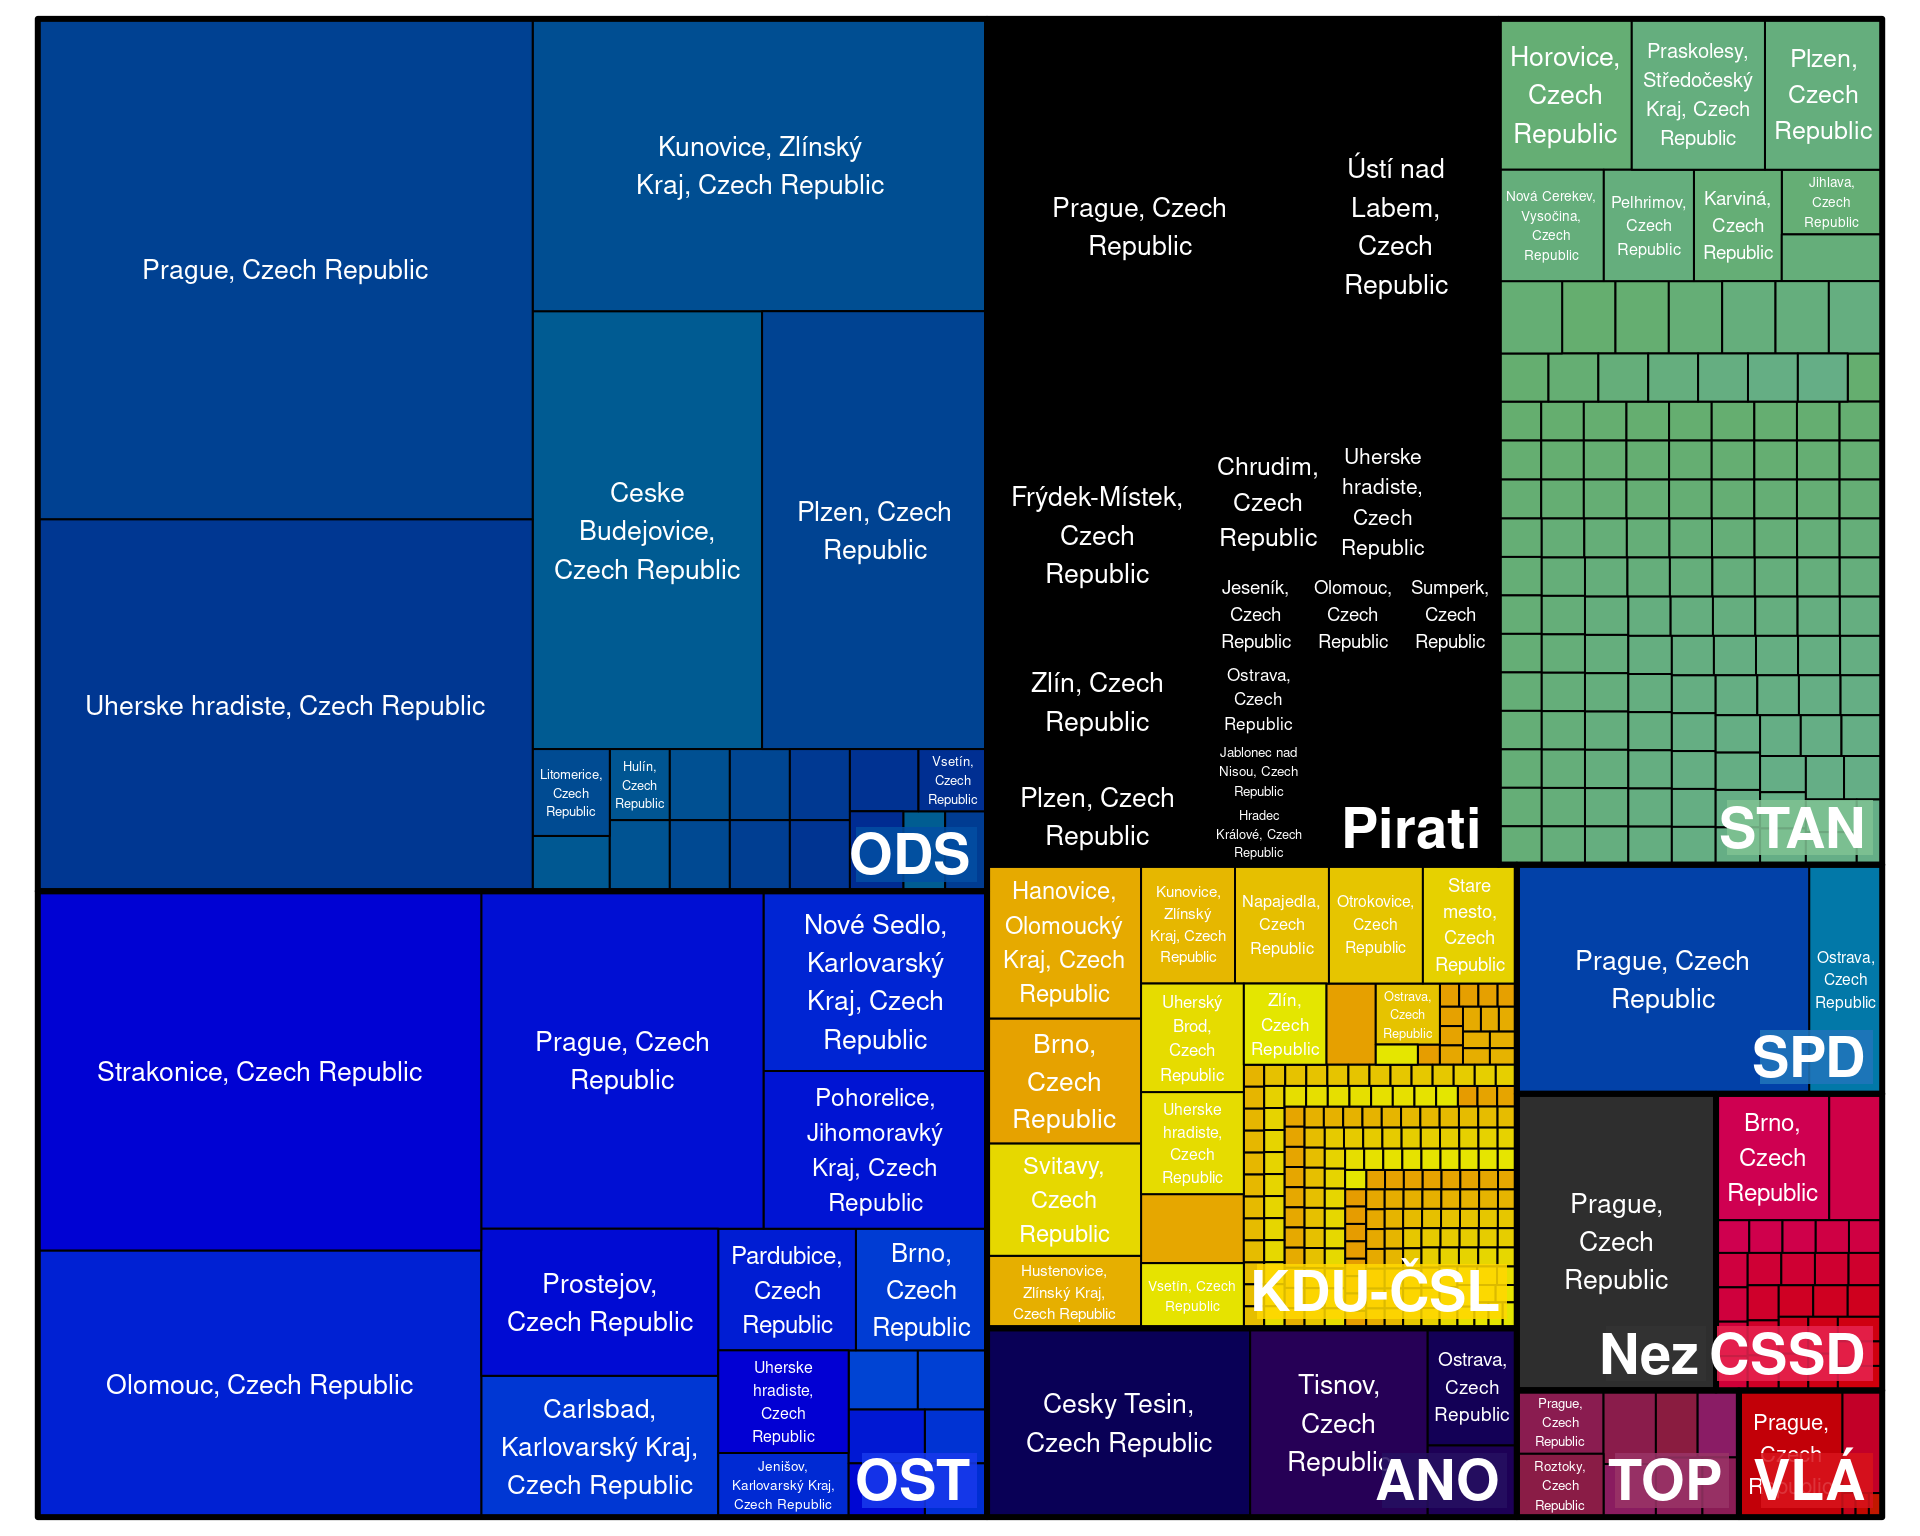 Prague, Czech Republic
Uherske hradiste, Czech Republic
Kunovice, Zlínský
Kraj, Czech Republic
Ceske
Budejovice,
Czech Republic
Plzen, Czech
Republic
Litomerice,
Czech
Republic
Hulín,
Czech
Republic
Vsetín,
Czech
Republic
ODS
Prague, Czech
Republic
Ústí nad
Labem,
Czech
Republic
Frýdek-Místek,
Czech
Republic
Chrudim,
Czech
Republic
Uherske
hradiste,
Czech
Republic
Jeseník,
Czech
Republic
Olomouc,
Czech
Republic
Sumperk,
Czech
Republic
Zlín, Czech
Republic
Ostrava,
Czech
Republic
Jablonec nad
Nisou, Czech
Republic
Plzen, Czech
Republic
Hradec
Králové, Czech
Republic
Pirati
Horovice,
Czech
Republic
Praskolesy,
Středočeský
Kraj, Czech
Republic
Plzen,
Czech
Republic
Nová Cerekev,
Vysočina,
Czech
Republic
Pelhrimov,
Czech
Republic
Karviná,
Czech
Republic
Jihlava,
Czech
Republic
STAN
Strakonice, Czech Republic
Olomouc, Czech Republic
Prague, Czech
Republic
Nové Sedlo,
Karlovarský
Kraj, Czech
Republic
Pohorelice,
Jihomoravký
Kraj, Czech
Republic
Prostejov,
Czech Republic
Carlsbad,
Karlovarský Kraj,
Czech Republic
Pardubice,
Czech
Republic
Brno,
Czech
Republic
Uherske
hradiste,
Czech
Republic
Jenišov,
Karlovarský Kraj,
Czech Republic
OST
Hanovice,
Olomoucký
Kraj, Czech
Republic
Brno,
Czech
Republic
Svitavy,
Czech
Republic
Hustenovice,
Zlínský Kraj,
Czech Republic
Kunovice,
Zlínský
Kraj, Czech
Republic
Napajedla,
Czech
Republic
Otrokovice,
Czech
Republic
Stare
mesto,
Czech
Republic
Uherský
Brod,
Czech
Republic
Zlín,
Czech
Republic
Ostrava,
Czech
Republic
Uherske
hradiste,
Czech
Republic
Vsetín, Czech
Republic
KDU-ČSL
Cesky Tesin,
Czech Republic
Tisnov,
Czech
Republic
Ostrava,
Czech
Republic
ANO
Prague, Czech
Republic
Ostrava,
Czech
Republic
SPD
Prague,
Czech
Republic
Nez
Brno,
Czech
Republic
CSSD
Prague,
Czech
Republic
Roztoky,
Czech
Republic
TOP
Prague,
Czech
Republic
VLÁ